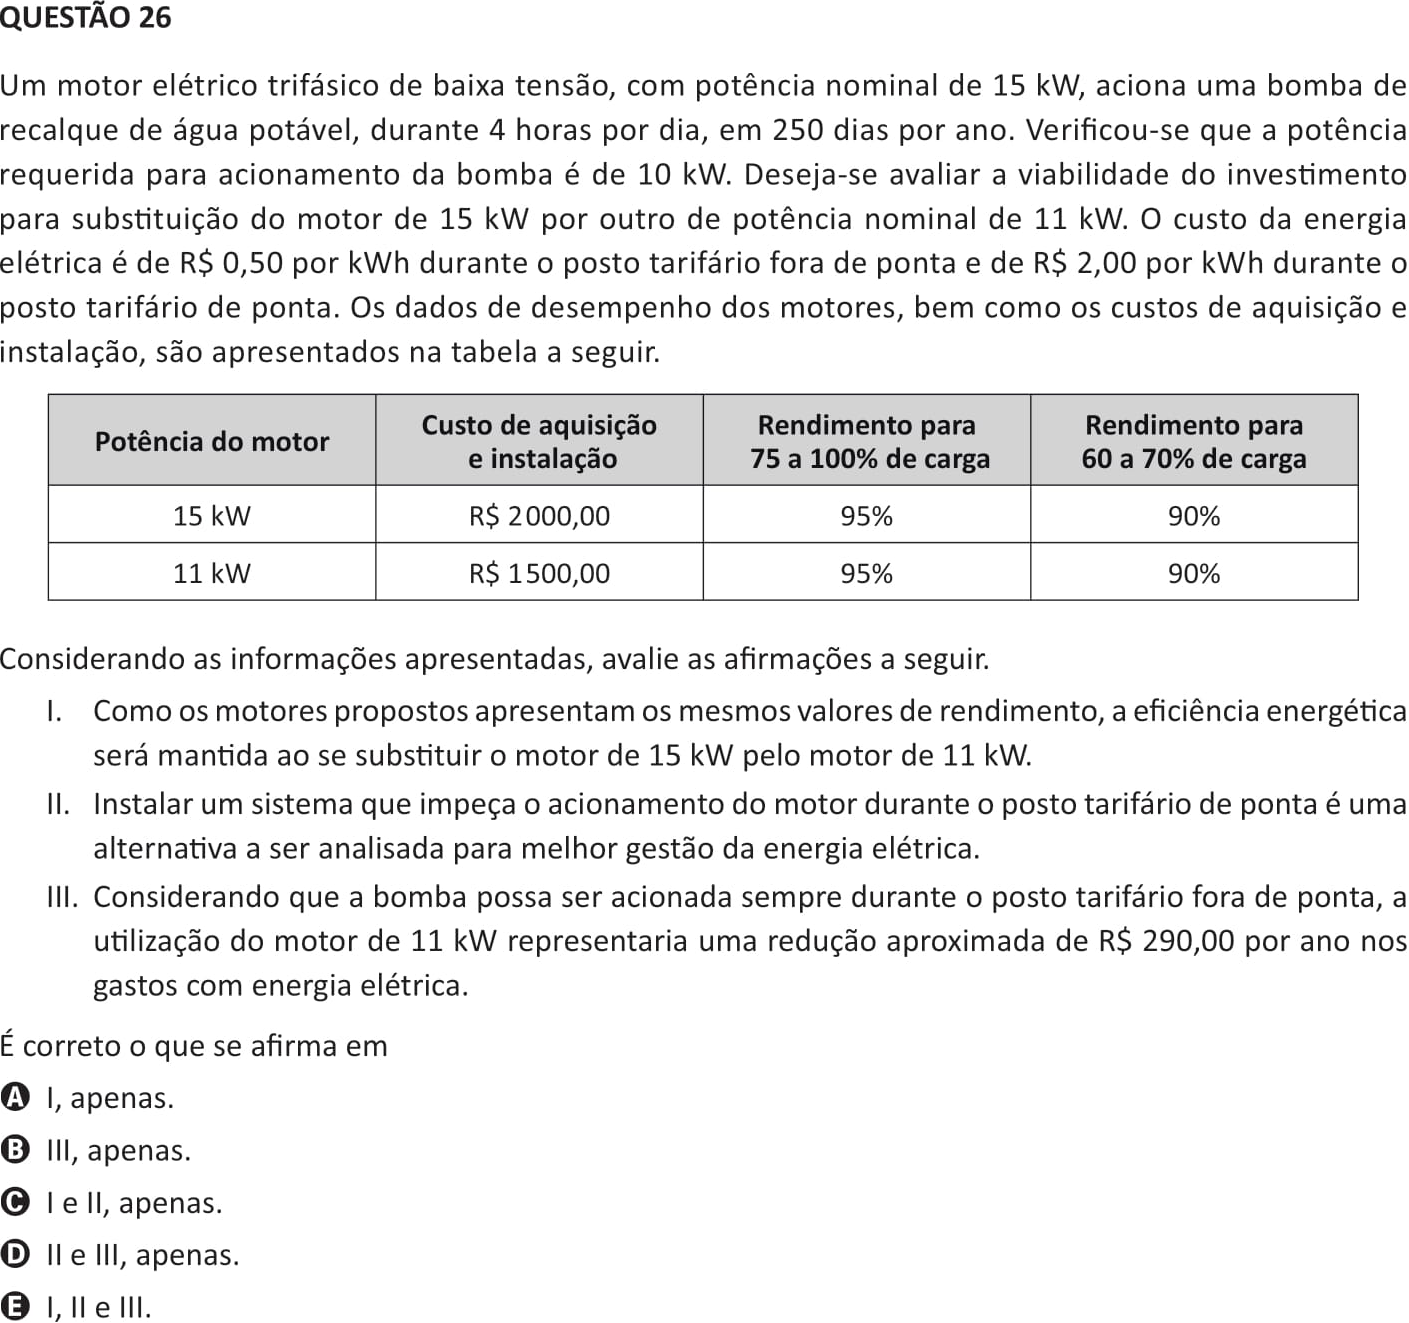 QUESTÃO 26
Um motor elétrico trifásico de baixa tensão, com potência nominal de 15 kW, aciona uma bomba de
recalque de água potável, durante 4 horas por dia, em 250 dias por ano. Verificou-se que a potência
requerida para acionamento da bomba é de 10 kW. Deseja-se avaliar a viabilidade do investimento
para substituição do motor de 15 kW por outro de potência nominal de 11 kW. O custo da energia
elétrica é de R$ 0,50 por kWh durante o posto tarifário fora de ponta e de R$ 2,00 por kWh durante o
posto tarifário de ponta. Os dados de desempenho dos motores, bem como os custos de aquisição e
instalação, são apresentados na tabela a seguir.
Potência do motor
Custo de aquisição
e instalação
Rendimento para
75 a 100% de carga
Rendimento para
60 a 70% de carga
15 kW
R$ 2000,00
95%
90%
11 kW
R$ 1500,00
95%
90%
Considerando as informações apresentadas, avalie as afirmações a seguir.
I. Como os motores propostos apresentam os mesmos valores de rendimento, a eficiência energética
será mantida ao se substituir o motor de 15 kW pelo motor de 11 kW.
II. Instalar um sistema que impeça o acionamento do motor durante o posto tarifário de ponta é uma
alternativa a ser analisada para melhor gestão da energia elétrica.
III. Considerando que a bomba possa ser acionada sempre durante o posto tarifário fora de ponta, a
utilização do motor de 11 kW representaria uma redução aproximada de R$ 290,00 por ano nos
gastos com energia elétrica.
É correto o que se afirma em
A I, apenas.
B III, apenas.
C I e II, apenas.
D II e III, apenas.
E I, II e III.